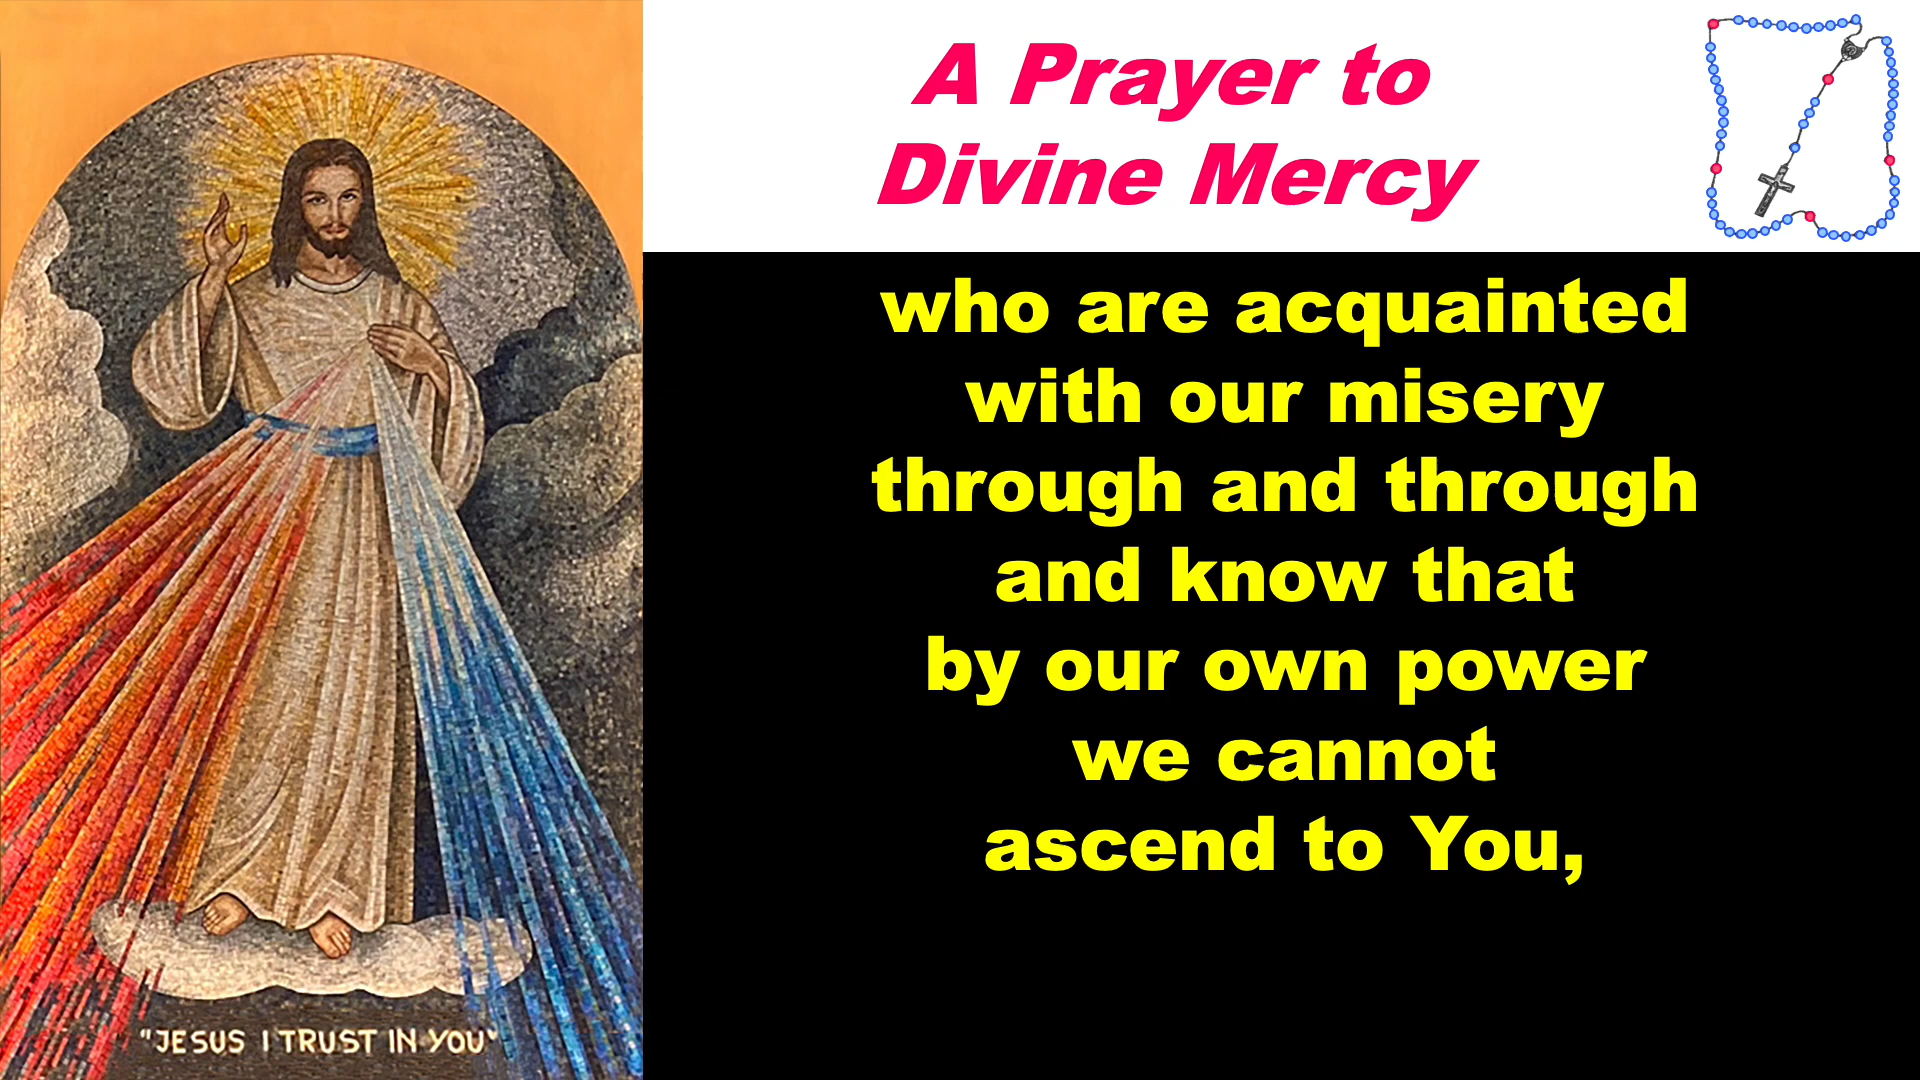 A Prayer to
Divine Mercy
who are acquainted
with our misery
through and through
and know that
by our own power
we cannot
ascend to You,
"JESUS I TRUST IN YOU"